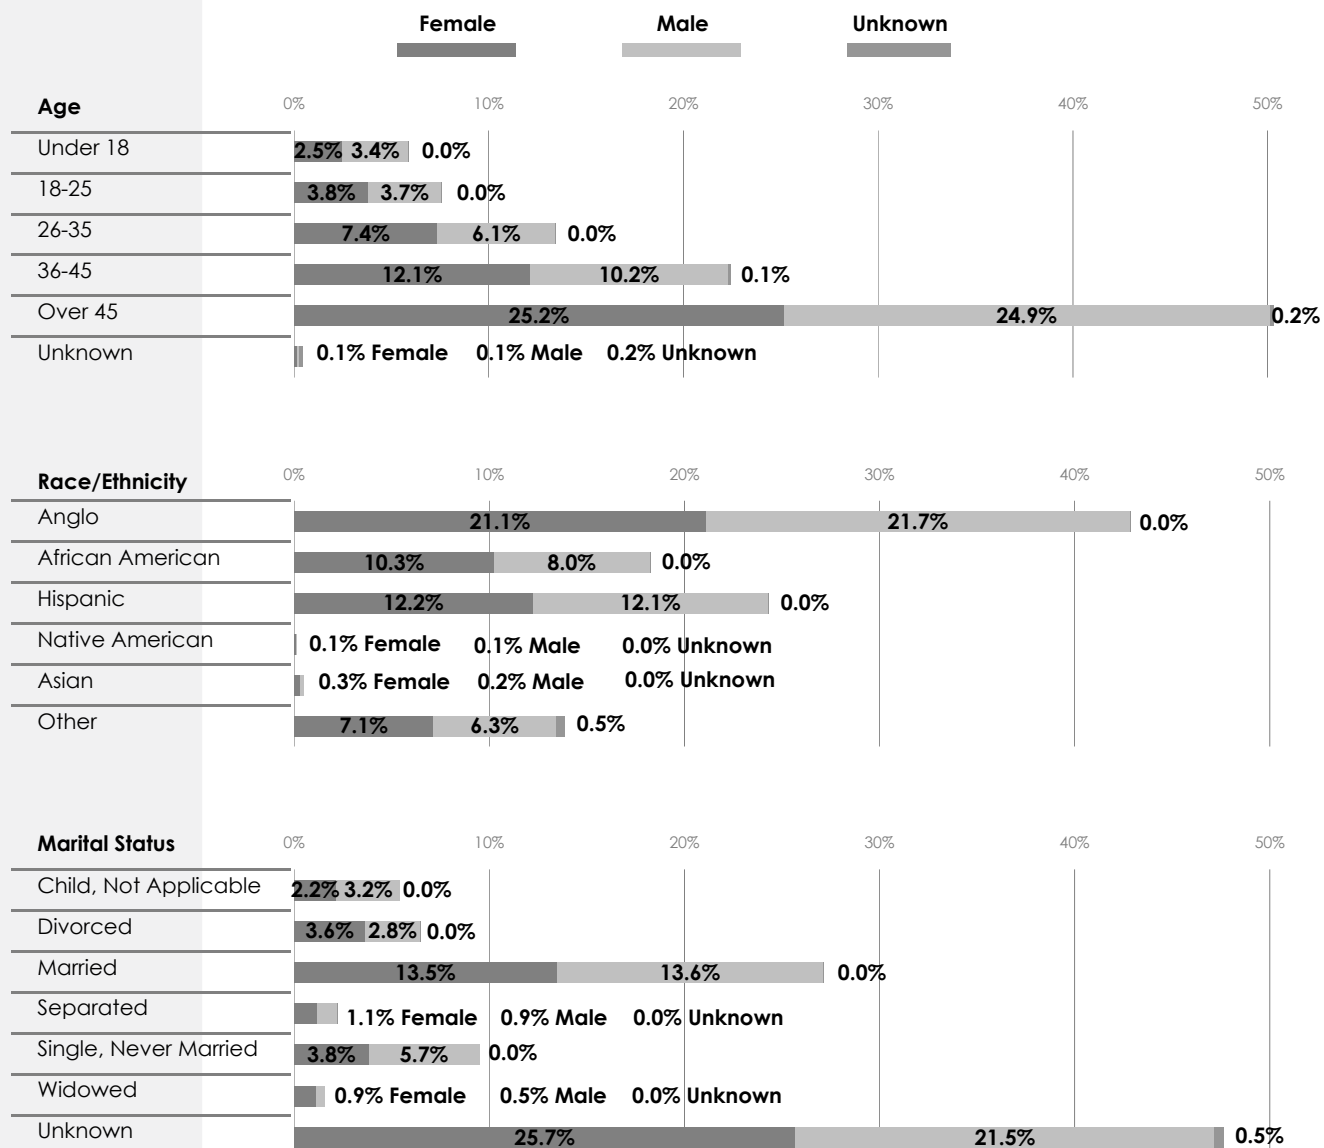 Female Male Unknown
Age 0% 10% 20% 30% 40% 50%
Under 18 2.5% 3.4% 0.0%
18-25 3.8% 3.7% 0.0%
26-35 7.4% 6.1% 0.0%
36-45 12.1% 10.2% 0.1%
Over 45 25.2% 24.9% 0.2%
Unknown 0.1% Female 0.1% Male 0.2% Unknown
Race/Ethnicity 0% 10% 20% 30% 40% 50%
Anglo 21.1% 21.7% 0.0%
African American 10.3% 8.0% 0.0%
Hispanic 12.2% 12.1% 0.0%
Native American 0.1% Female 0.1% Male 0.0% Unknown
Asian 0.3% Female 0.2% Male 0.0% Unknown
Other 7.1% 6.3% 0.5%
Marital Status 0% 10% 20% 30% 40% 50%
Child, Not Applicable 2.2% 3.2% 0.0%
Divorced 3.6% 2.8% 0.0%
Married 13.5% 13.6% 0.0%
Separated 1.1% Female 0.9% Male 0.0% Unknown
Single, Never Married 3.8% 5.7% 0.0%
Widowed 0.9% Female 0.5% Male 0.0% Unknown
Unknown 25.7% 21.5% 0.5%